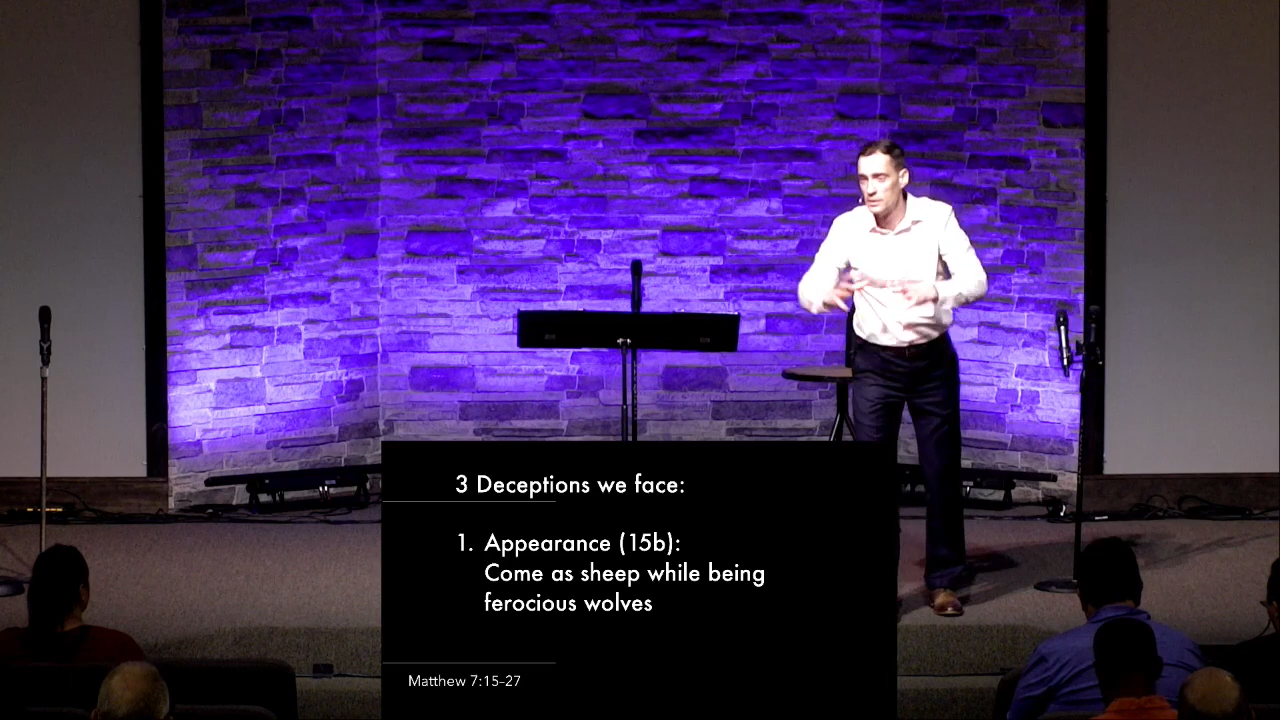 3 Deceptions we face:
1. Appearance (15b):
Come as sheep while being
ferocious wolves
Matthew 7:15-27